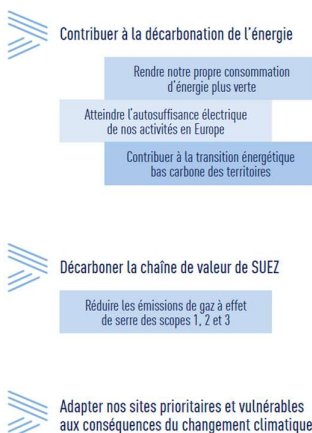 Contribuer à la décarbonation de l'énergie
Rendre notre propre consommation
d'énergie plus verte
Atteindre l'autosuffisance électrique
de nos activités en Europe
Contribuer à la transition énergétique
bas carbone des territoires
Décarboner la chaîne de valeur de SUEZ
Réduire les émissions de gaz à effet
de serre des scopes 1, 2 et 3
Adapter nos sites prioritaires et vulnérables
aux conséquences du changement climatique